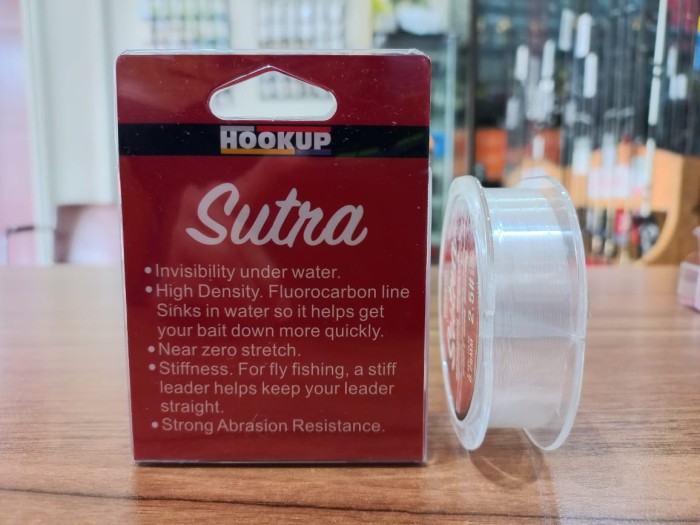 HOOKUP
Sutra
• Invisibility under water.
• High Density. Fluorocarbon line
Sinks in water so it helps get
your bait down more quickly.
• Near zero stretch.
• Stiffness. For fly fishing, a stiff
leader helps keep your leader
straight.
• Strong Abrasion Resistance.